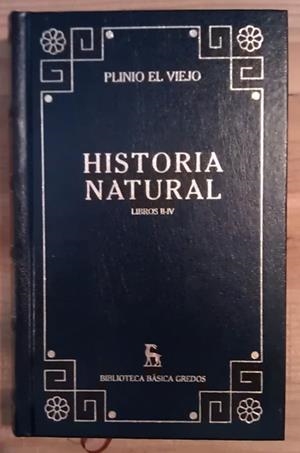 PLINIO EL VIEJO
HISTORIA
NATURAL
LIBROS II-IV
BIBLIOTECA BÁSICA GREDOS